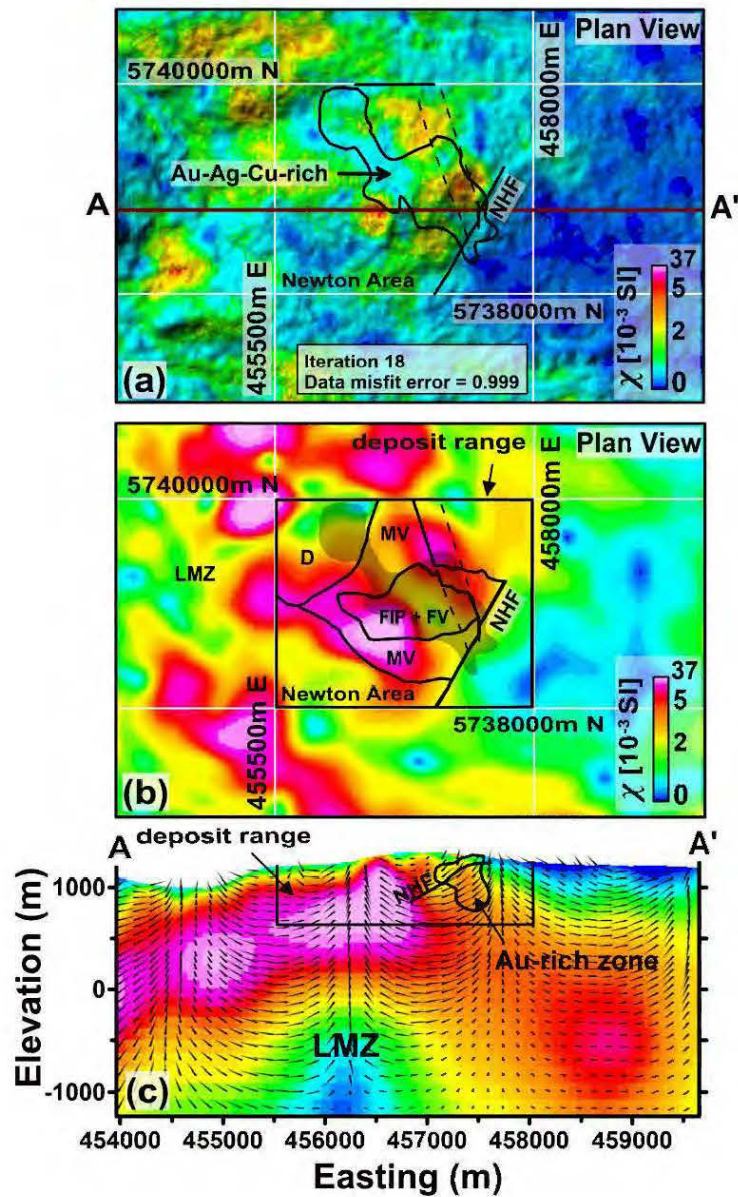 Plan View
5740000m N
458000m E
Au-Ag-Cu-rich
A
A'
NHF
Newton Area
455500m E
5738000m N
Iteration 18
Data misfit error = 0.999
χ [10⁻³ SI]
37
5
2
0
(a)
deposit range
Plan View
5740000m N
458000m E
MV
D
LMZ
FIP + FV
NHF
MV
Newton Area
455500m E
5738000m N
χ [10⁻³ SI]
37
5
2
0
(b)
A
deposit range
A'
NHF
Au-rich zone
LMZ
Elevation (m)
1000
0
-1000
(c)
454000 455000 456000 457000 458000 459000
Easting (m)